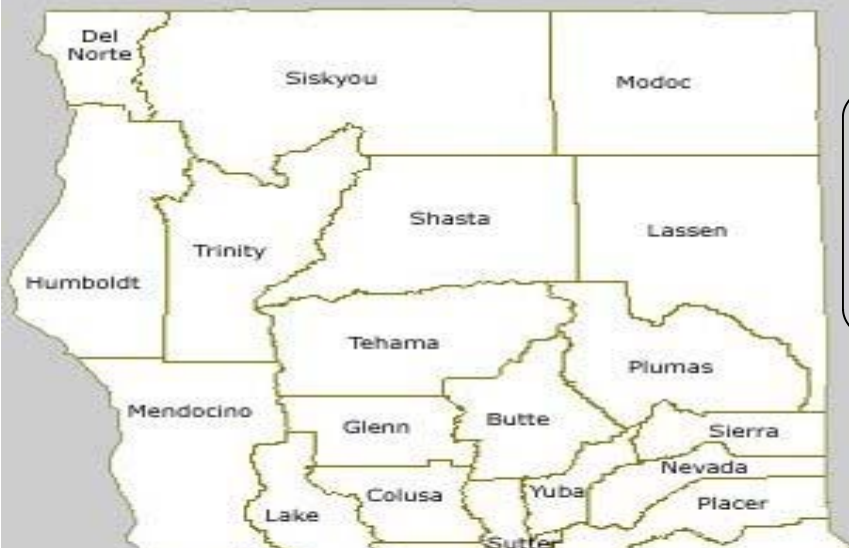 Del
Norte
Siskyou
Modoc
Shasta
Lassen
Trinity
Humboldt
Tehama
Plumas
Mendocino
Butte
Glenn
Sierra
Nevada
Yuba
Colusa
Placer
Lake
Sutter